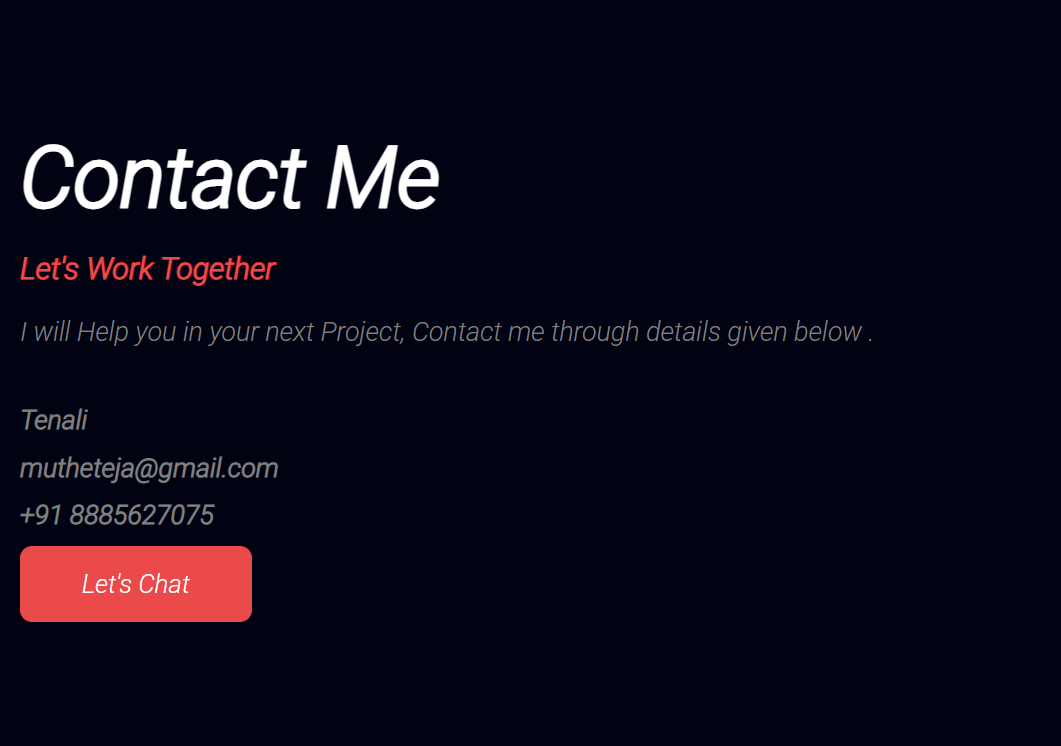 Contact Me
Let's Work Together
I will Help you in your next Project, Contact me through details given below .
Tenali
mutheteja@gmail.com
+91 8885627075
Let's Chat